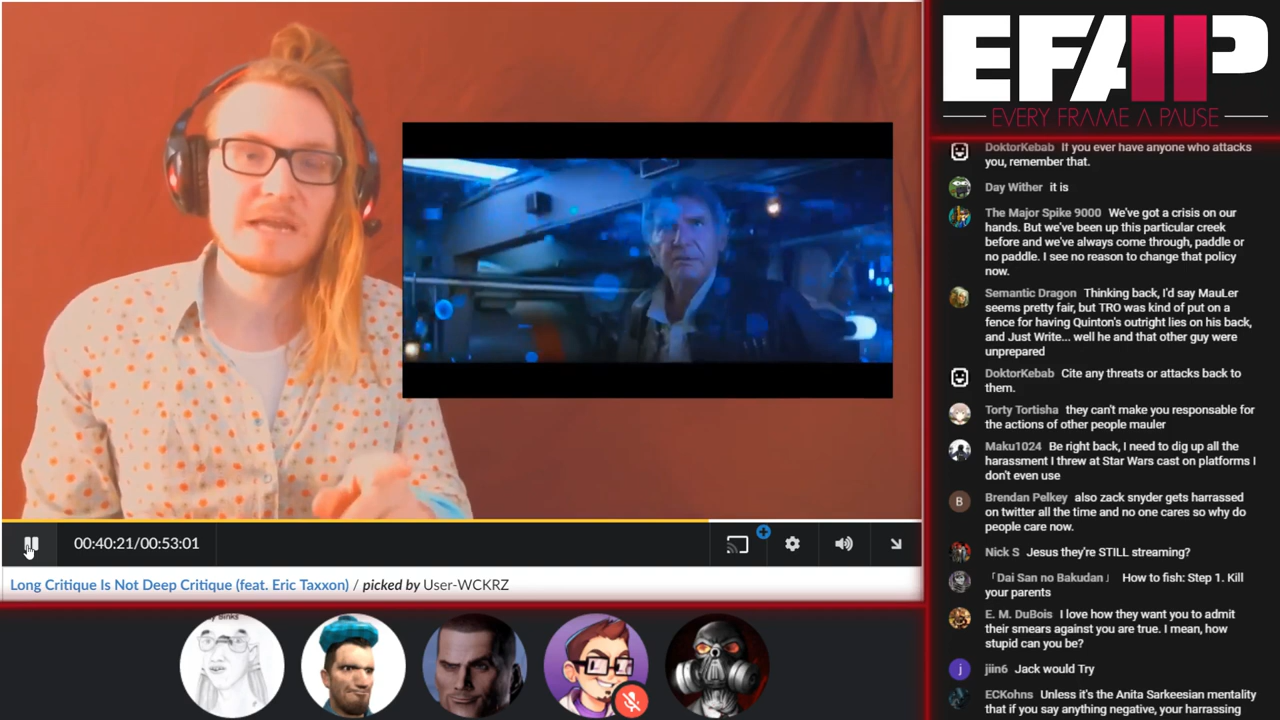 EFAP
EVERY FRAME A PAUSE
DoktorKebab If you ever have anyone who attacks
you, remember that.
Day Wither it is
The Major Spike 9000 We've got a crisis on our
hands. But we've been up this particular creek
before and we've always come through, paddle or
no paddle. I see no reason to change that policy
now.
Semantic Dragon Thinking back, I'd say MauLer
seems pretty fair, but TRO was kind of put on a
fence for having Quinton's outright lies on his back,
and Just Write... well he and that other guy were
unprepared
DoktorKebab Cite any threats or attacks back to
them.
Torty Tortisha they can't make you responsible for
the actions of other people mauler
Maku1024 Be right back, I need to dig up all the
harassment I threw at Star Wars cast on platforms I
don't even use
B
Brendan Pelkey also zack snyder gets harrassed
on twitter all the time and no one cares so why do
people care now.
Nick S Jesus they're STILL streaming?
「Dai San no Bakudan」 How to fish: Step 1. Kill
your parents
E. M. DuBois I love how they want you to admit
their smears against you are true. I mean, how
stupid can you be?
j
jiin6 Jack would Try
ECKohns Unless it's the Anita Sarkeesian mentality
that if you say anything negative, your harrassing
00:40:21/00:53:01
Long Critique Is Not Deep Critique (feat. Eric Taxxon) / picked by User-WCKRZ